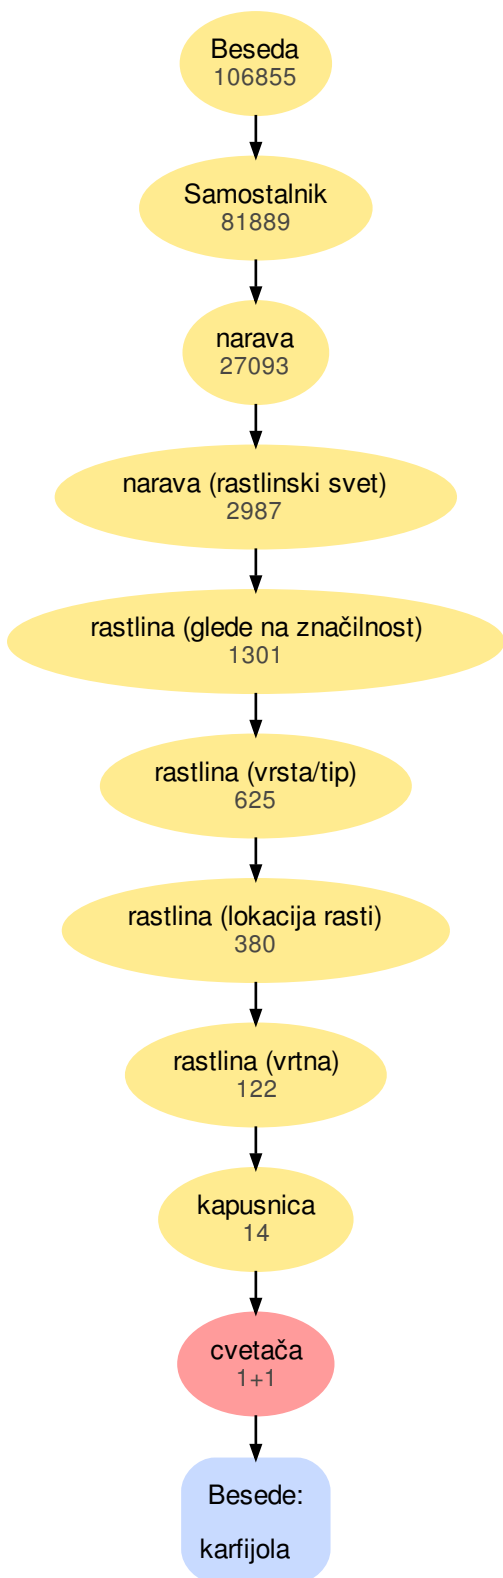 Beseda
106855
Samostalnik
81889
narava
27093
narava (rastlinski svet)
2987
rastlina (glede na značilnost)
1301
rastlina (vrsta/tip)
625
rastlina (lokacija rasti)
380
rastlina (vrtna)
122
kapusnica
14
cvetača
1+1
Besede:
karfijola